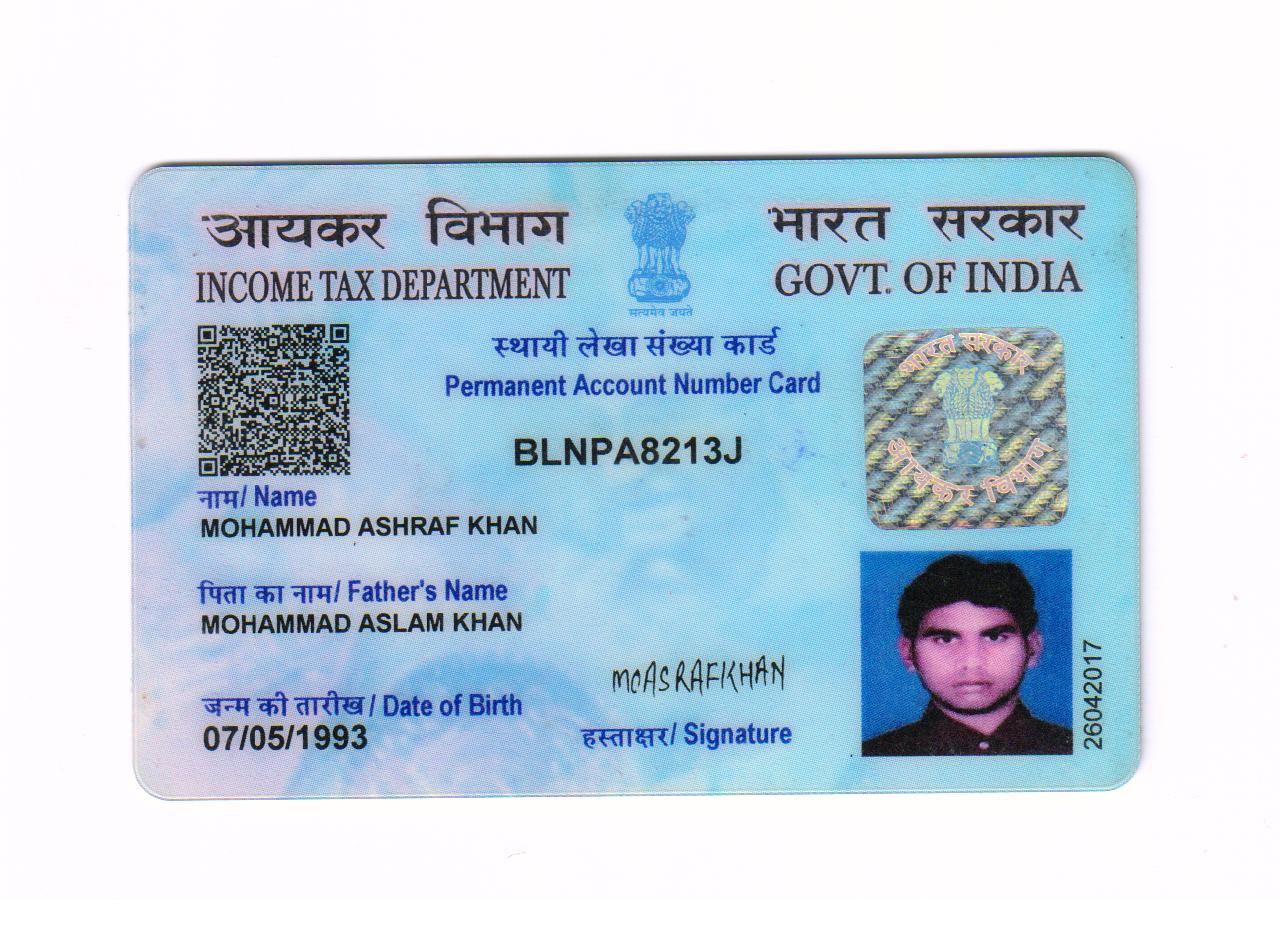 आयकर विभाग
INCOME TAX DEPARTMENT
सत्यमेव जयते
भारत सरकार
GOVT. OF INDIA
स्थायी लेखा संख्या कार्ड
Permanent Account Number Card
BLNPA8213J
भारत सरकार
आयकर विभाग
नाम/ Name
MOHAMMAD ASHRAF KHAN
पिता का नाम/ Father's Name
MOHAMMAD ASLAM KHAN
जन्म की तारीख/ Date of Birth
07/05/1993
MOASRAFKHAN
हस्ताक्षर/ Signature
26042017